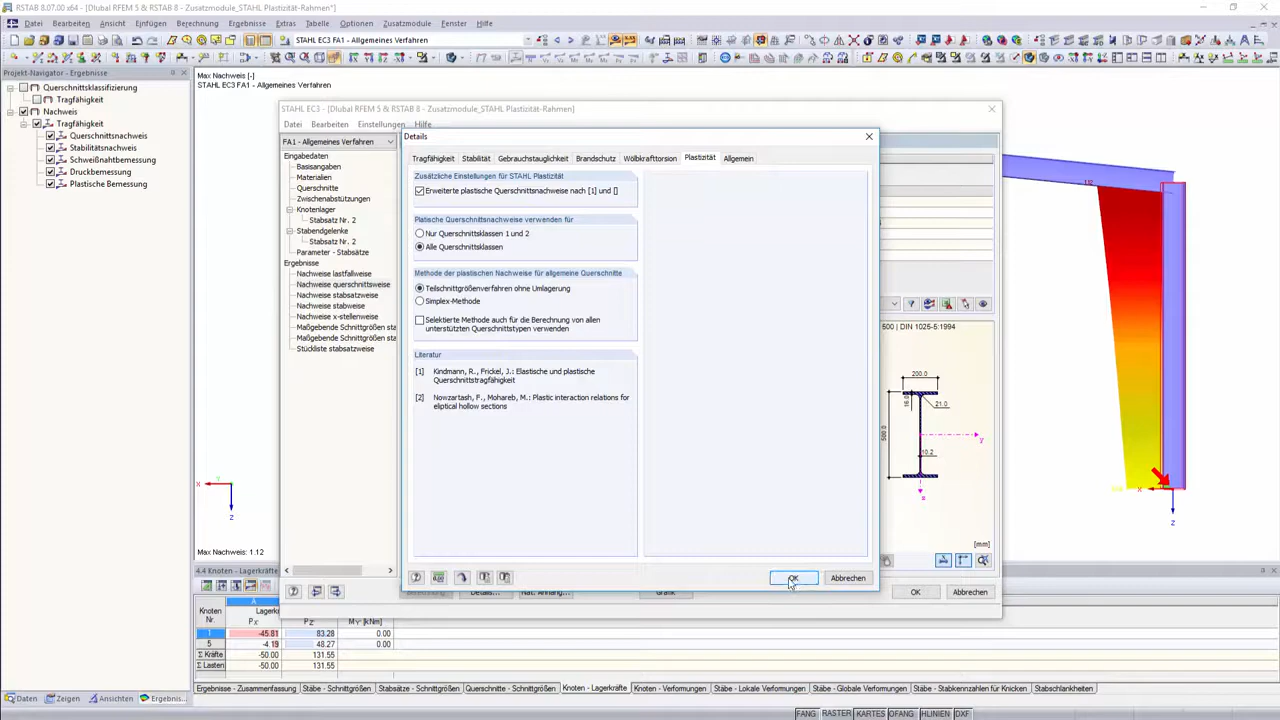 RSTAB 8.07.00 x64 - [Dlubal RFEM 5 & RSTAB 8 - Zusatzmodule_STAHL Plastizität-Rahmen*]
Datei Bearbeiten Ansicht Einfügen Berechnung Ergebnisse Extras Tabelle Optionen Zusatzmodule Fenster Hilfe
STAHL EC3 FA1 - Allgemeines Verfahren
Projekt-Navigator - Ergebnisse
Querschnittsklassifizierung
Tragfähigkeit
Nachweis
Tragfähigkeit
Querschnittsnachweis
Stabilitätsnachweis
Schweißnahtbemessung
Druckbemessung
Plastische Bemessung
Max Nachweis [-]
STAHL EC3 FA1 - Allgemeines Verfahren
STAHL EC3 - [Dlubal RFEM 5 & RSTAB 8 - Zusatzmodule_STAHL Plastizität-Rahmen]
Datei Bearbeiten Einstellungen Hilfe
FA1 - Allgemeines Verfahren
Eingabedaten
Basisangaben
Materialien
Querschnitte
Zwischenabstützungen
Knotenlager
Stabsatz Nr. 2
Stabendgelenke
Stabsatz Nr. 2
Parameter - Stabsätze
Ergebnisse
Nachweise lastfallweise
Nachweise querschnittsweise
Nachweise stabsatzweise
Nachweise stabweise
Nachweise x-stellenweise
Maßgebende Schnittgrößen sta
Maßgebende Schnittgrößen sta
Stückliste stabsatzweise
Details
Tragfähigkeit Stabilität Gebrauchstauglichkeit Brandschutz Wölbkrafttorsion Plastizität Allgemein
Zusätzliche Einstellungen für STAHL Plastizität
Erweiterte plastische Querschnittsnachweise nach [1] und []
Platische Querschnittsnachweise verwenden für
Nur Querschnittsklassen 1 und 2
Alle Querschnittsklassen
Methode der plastischen Nachweise für allgemeine Querschnitte
Teilschnittgrößenverfahren ohne Umlagerung
Simplex-Methode
Selektierte Methode auch für die Berechnung von allen
unterstützten Querschnittstypen verwenden
Literatur
[1] Kindmann, R., Frickel, J.: Elastische und plastische
Querschnittstragfähigkeit
[2] Nowzartash, F., Mohareb, M.: Plastic interaction relations for
eliptical hollow sections
OK Abbrechen
500 | DIN 1025-5:1994
200.0
16.0
21.0
500.0
10.2
y
z
[mm]
Details... Nat. Anhang... Grafik OK Abbrechen
1.12
X
Z
X
Z
Max Nachweis: 1.12
4.4 Knoten - Lagerkräfte
A
Knoten Lagerk
Nr. Px Pz My [kNm]
1 -45.81 83.28 0.00
5 -4.19 48.27 0.00
Σ Kräfte -50.00 131.55
Σ Lasten -50.00 131.55
Daten Zeigen Ansichten Ergebnis...
Ergebnisse - Zusammenfassung Stäbe - Schnittgrößen Stabsätze - Schnittgrößen Querschnitte - Schnittgrößen Knoten - Lagerkräfte Knoten - Verformungen Stäbe - Lokale Verformungen Stäbe - Globale Verformungen Stäbe - Stabkennzahlen für Knicken Stabschlankheiten
FANG RASTER KARTES OFANG HLINIEN DXF